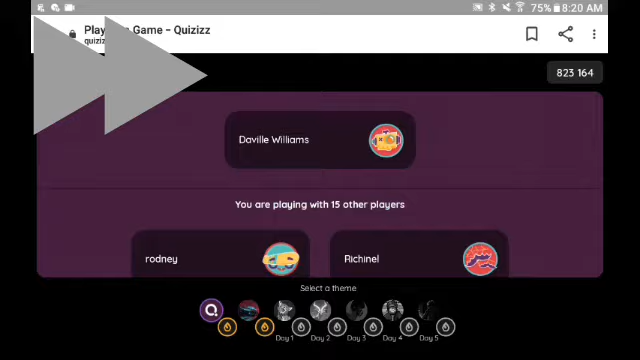 75% 8:20 AM
Game - Quizizz
823 164
Daville Williams
You are playing with 15 other players
rodney
Richinel
Select a theme
Day 1 Day 2 Day 3 Day 4 Day 5